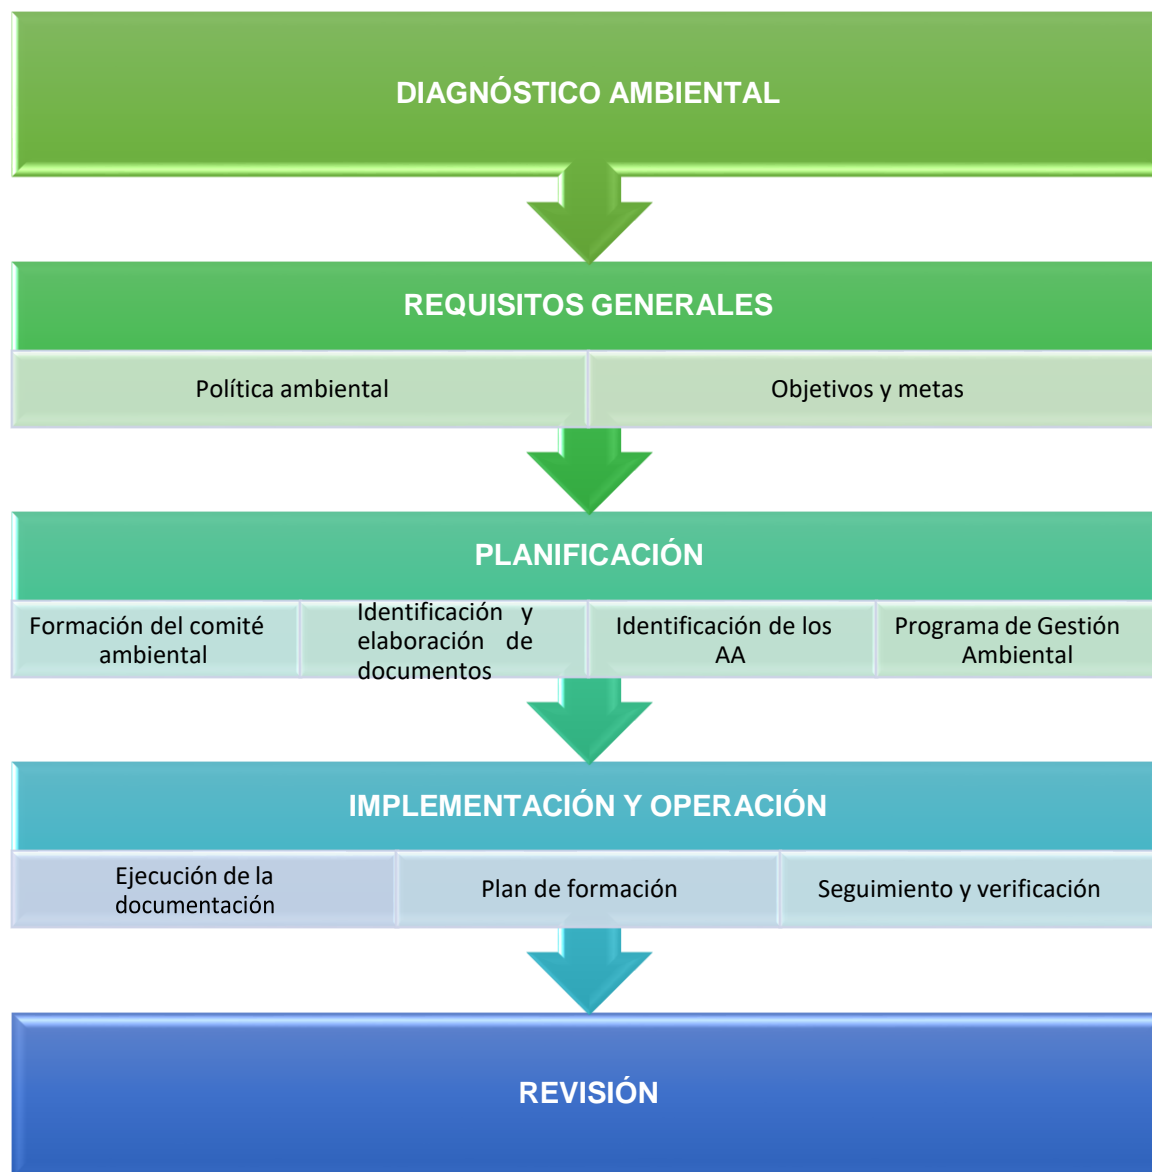 DIAGNÓSTICO AMBIENTAL
REQUISITOS GENERALES
Política ambiental
Objetivos y metas
PLANIFICACIÓN
Formación del comité
ambiental
Identificación y
elaboración de
documentos
Identificación de los
AA
Programa de Gestión
Ambiental
IMPLEMENTACIÓN Y OPERACIÓN
Ejecución de la
documentación
Plan de formación
Seguimiento y verificación
REVISIÓN